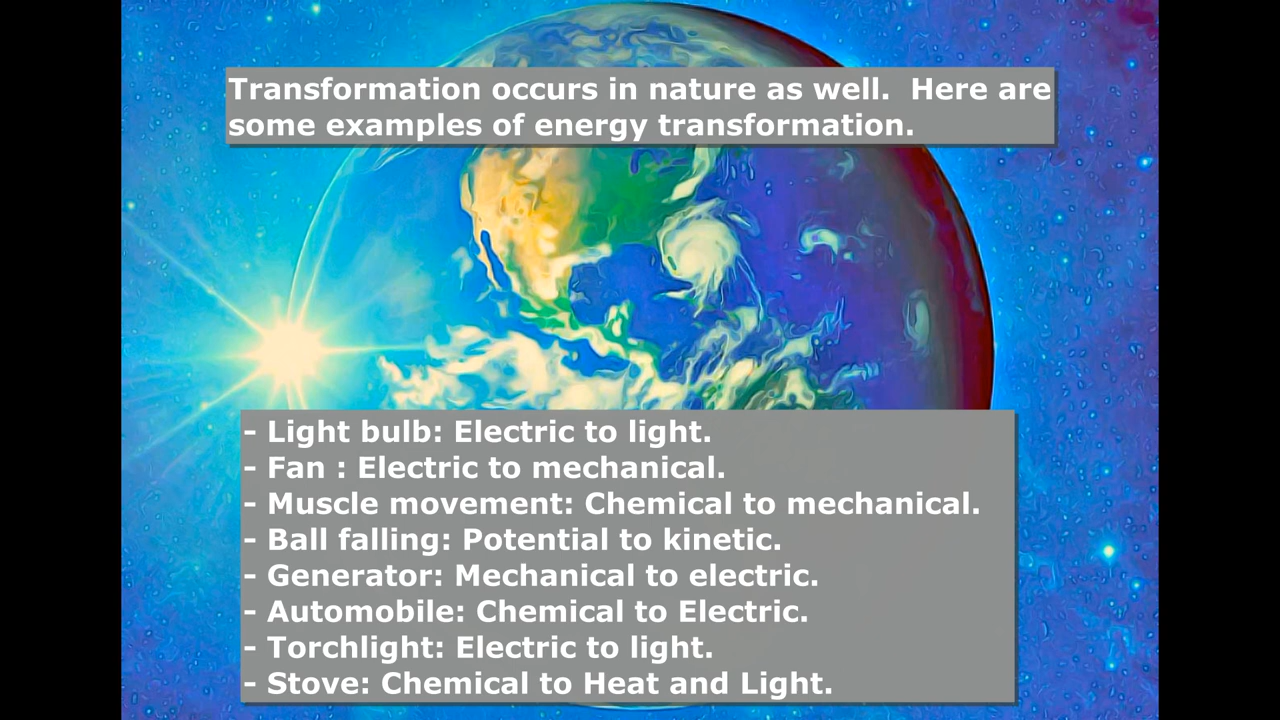 Transformation occurs in nature as well.  Here are
some examples of energy transformation.
- Light bulb: Electric to light.
- Fan : Electric to mechanical.
- Muscle movement: Chemical to mechanical.
- Ball falling: Potential to kinetic.
- Generator: Mechanical to electric.
- Automobile: Chemical to Electric.
- Torchlight: Electric to light.
- Stove: Chemical to Heat and Light.